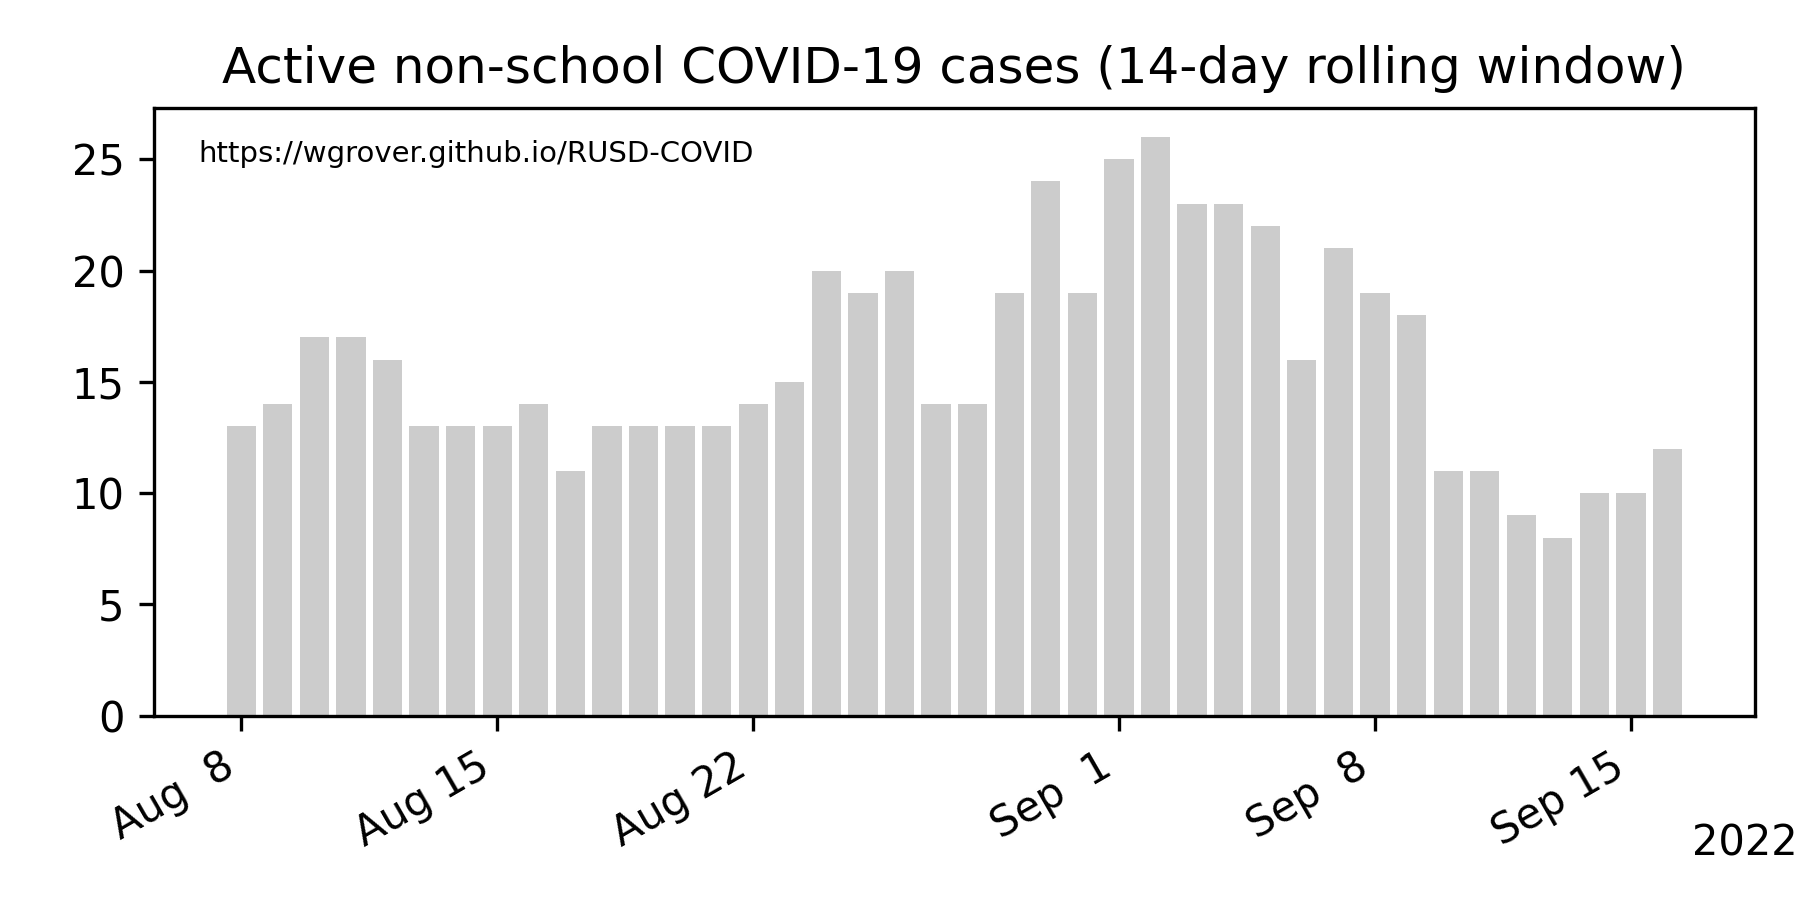 Active non-school COVID-19 cases (14-day rolling window)
https://wgrover.github.io/RUSD-COVID
25
20
15
10
5
0
Aug 8
Aug 15
Aug 22
Sep 1
Sep 8
Sep 15
2022